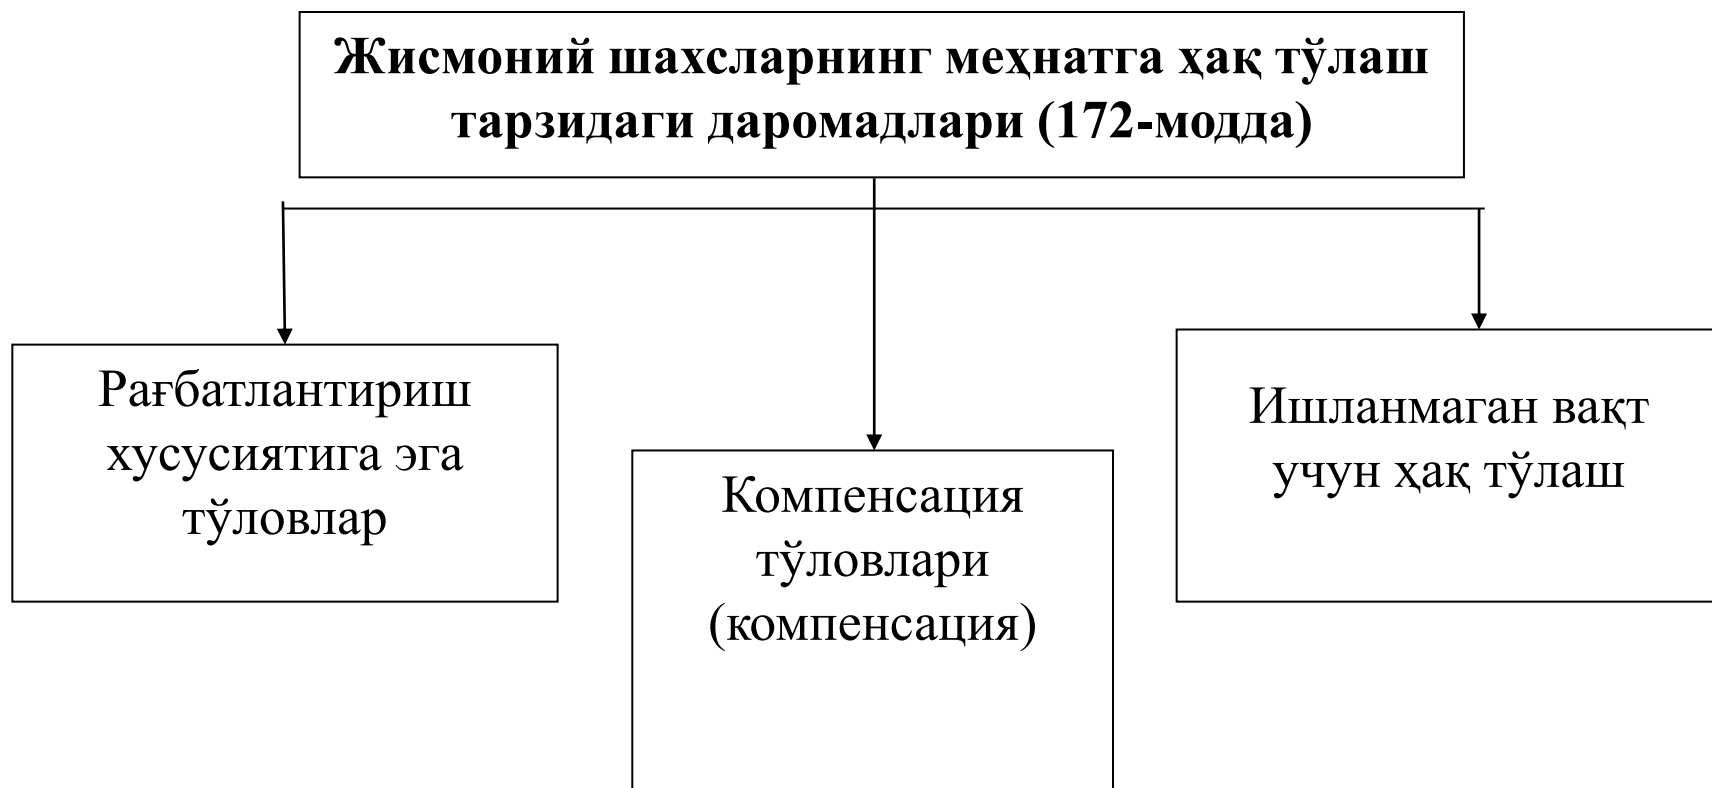 Жисмоний шахсларнинг меҳнатга ҳақ тўлаш
тарзидаги даромадлари (172-модда)
Рағбатлантириш
хусусиятига эга
тўловлар
Компенсация
тўловлари
(компенсация)
Ишланмаган вақт
учун ҳақ тўлаш